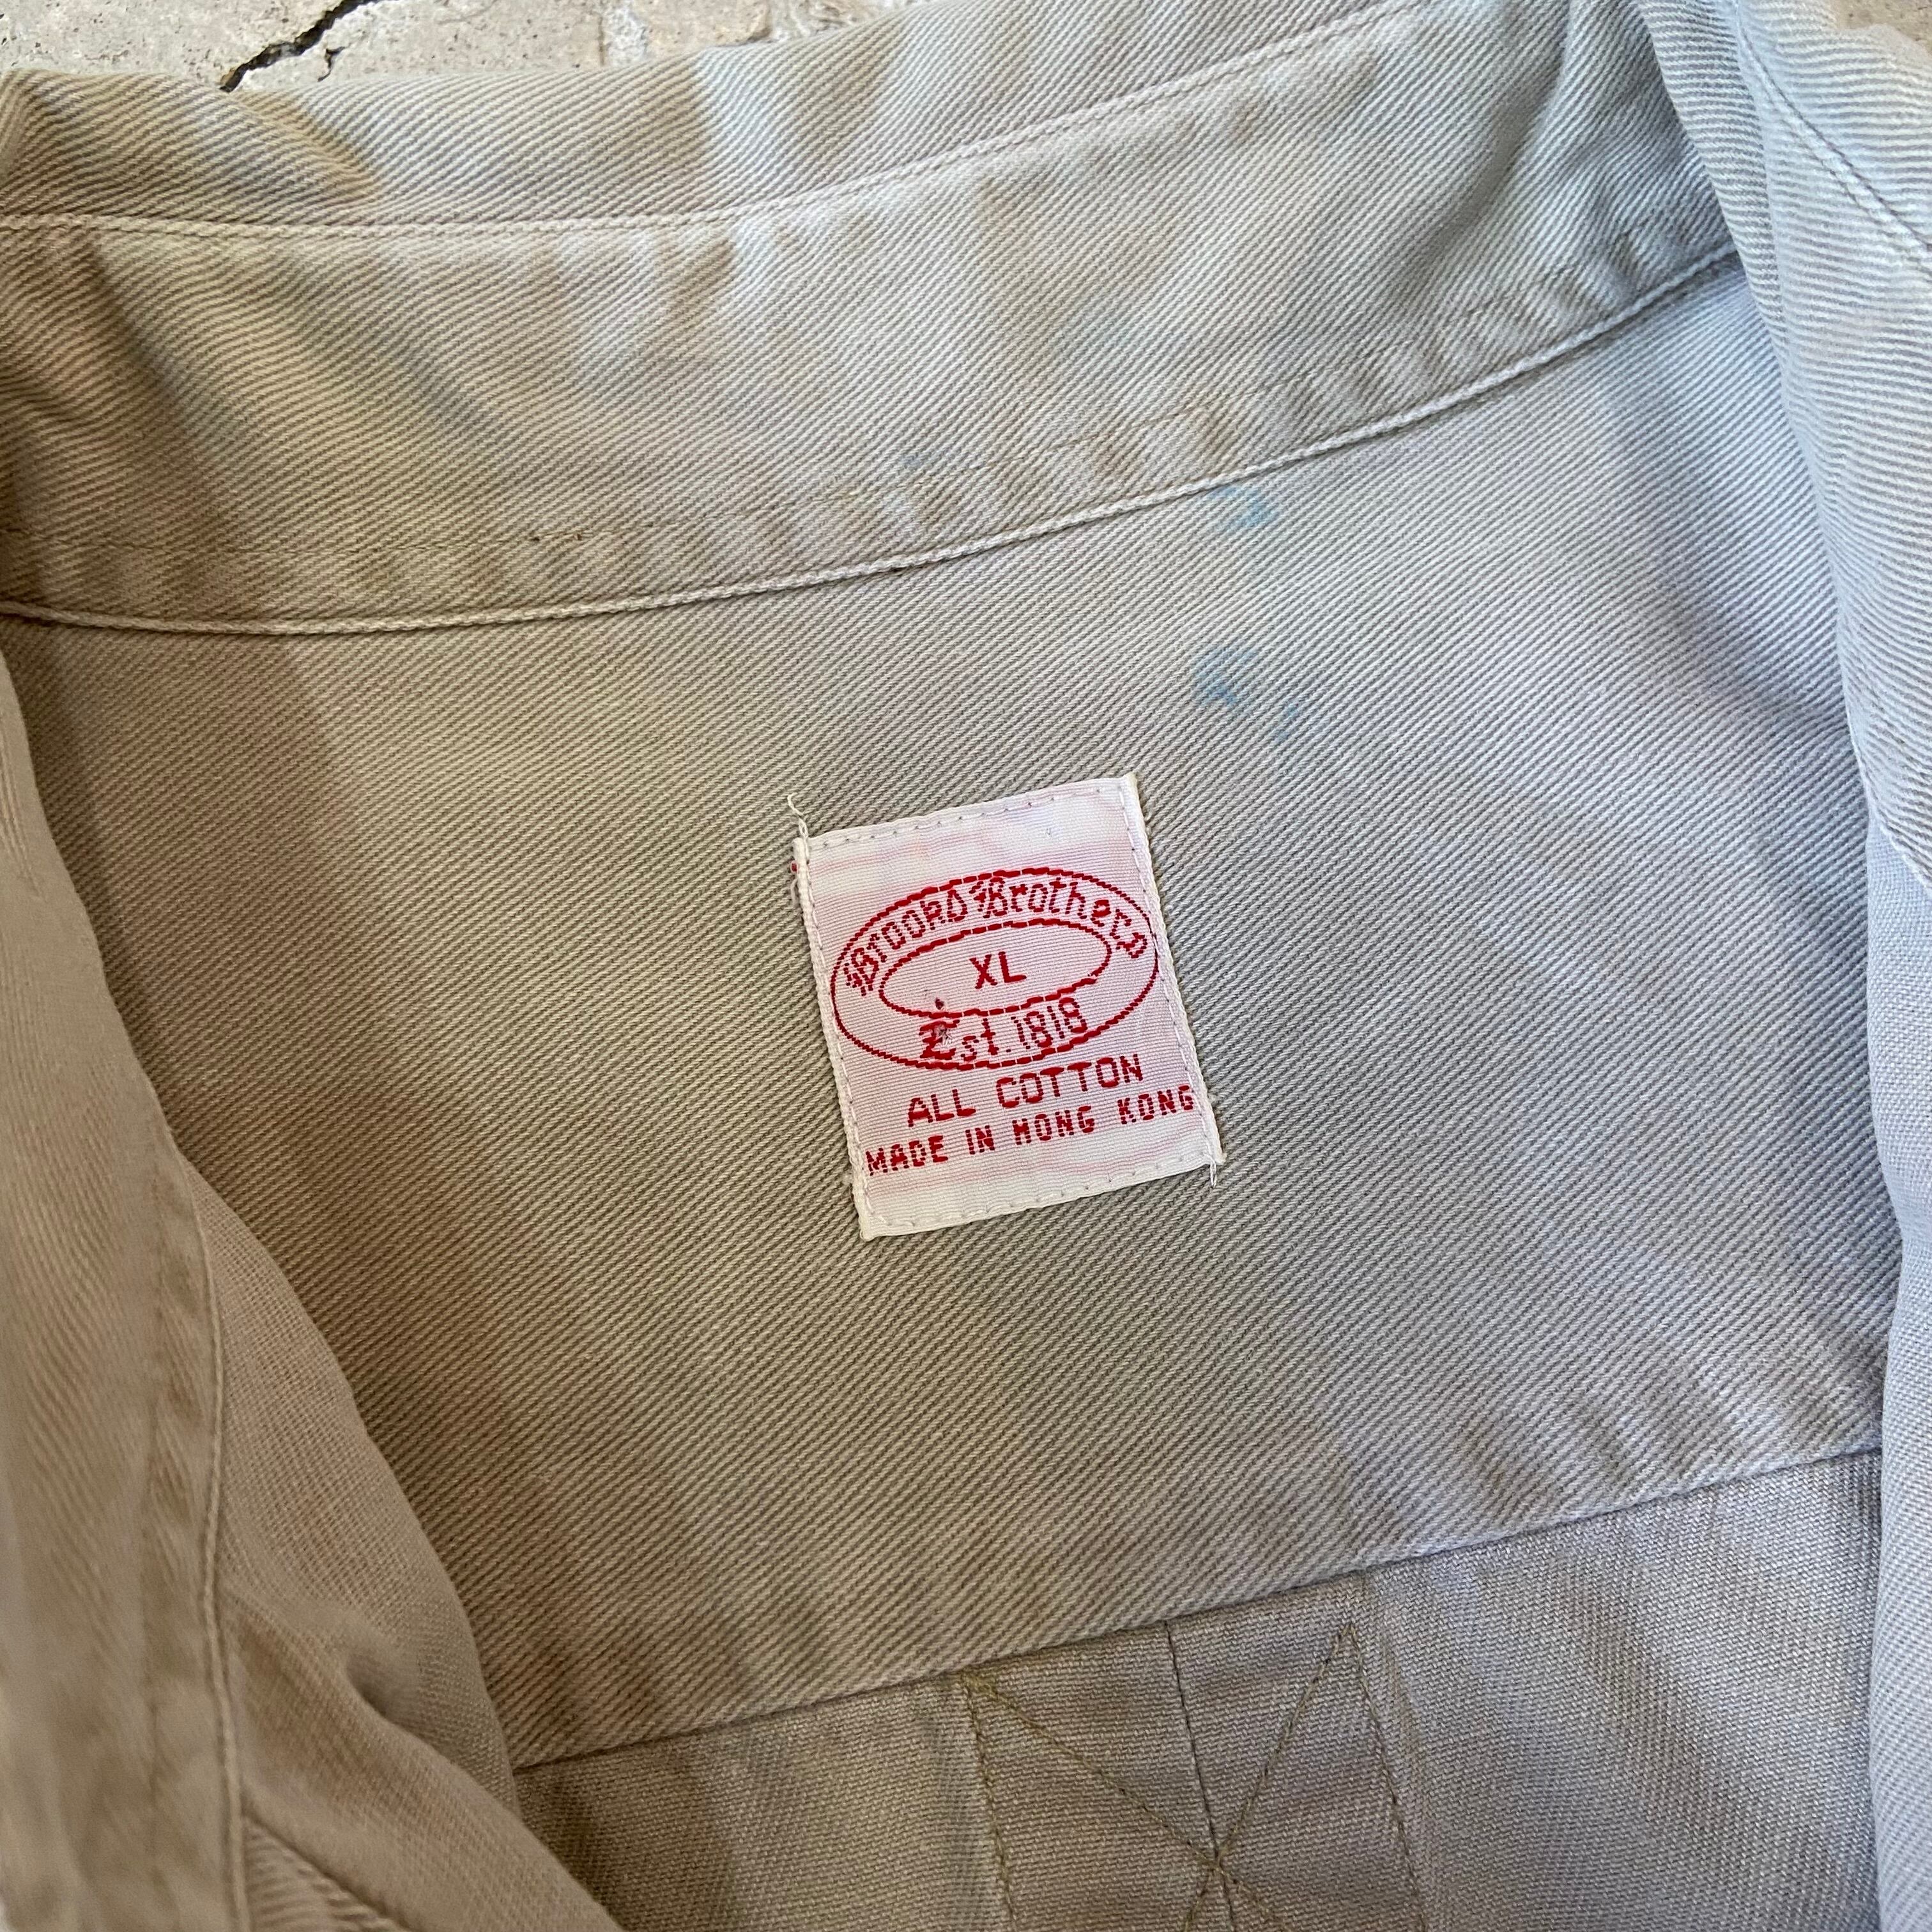 Brooks Brothers
XL
Est. 1818
ALL COTTON
MADE IN HONG KONG